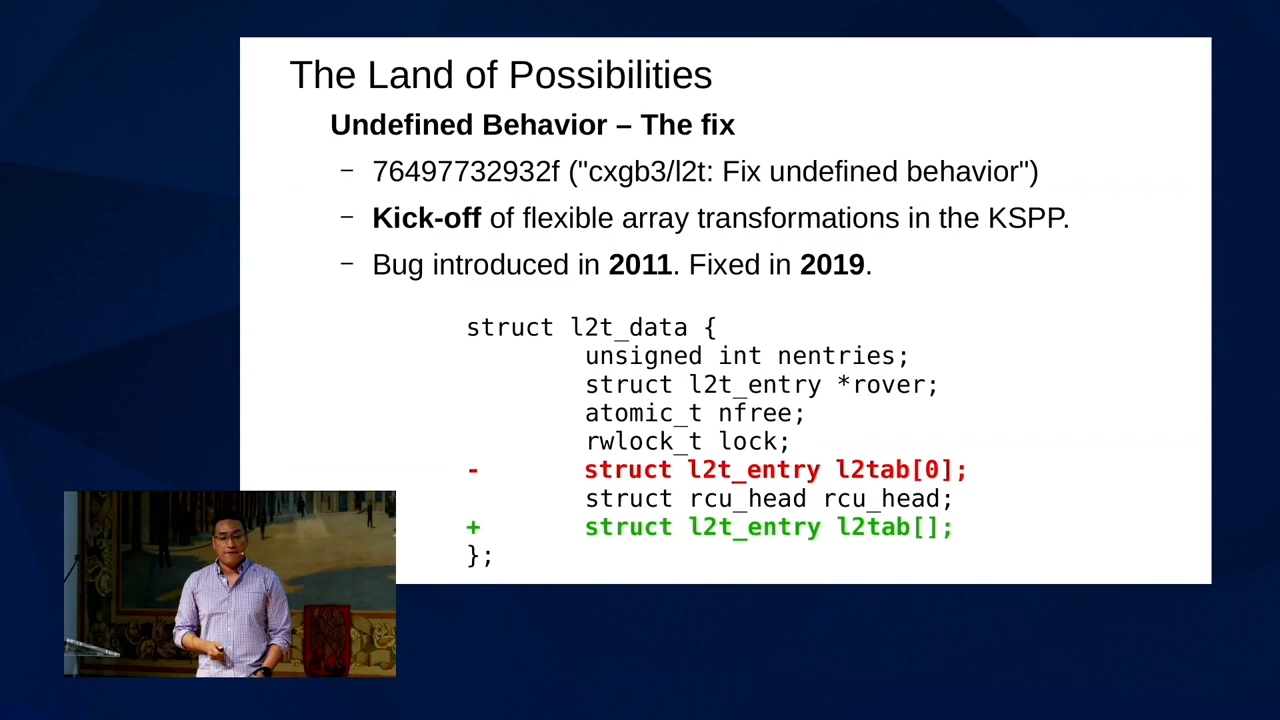 The Land of Possibilities
Undefined Behavior – The fix
– 76497732932f ("cxgb3/l2t: Fix undefined behavior")
– Kick-off of flexible array transformations in the KSPP.
– Bug introduced in 2011. Fixed in 2019.
struct l2t_data {
unsigned int nentries;
struct l2t_entry *rover;
atomic_t nfree;
rwlock_t lock;
- struct l2t_entry l2tab[0];
struct rcu_head rcu_head;
+ struct l2t_entry l2tab[];
};